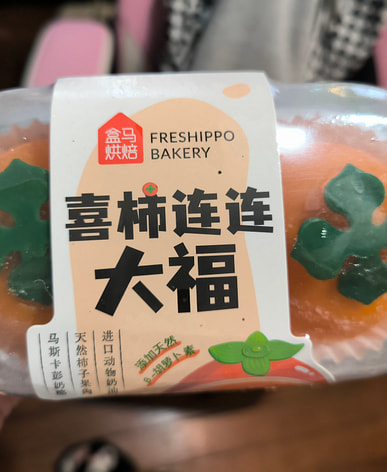 盒马
烘焙
FRESHIPPO
BAKERY
喜柿连连
大福
进口动物奶油
天然柿子果肉
马斯卡彭奶酪
添加天然
β-胡萝卜素